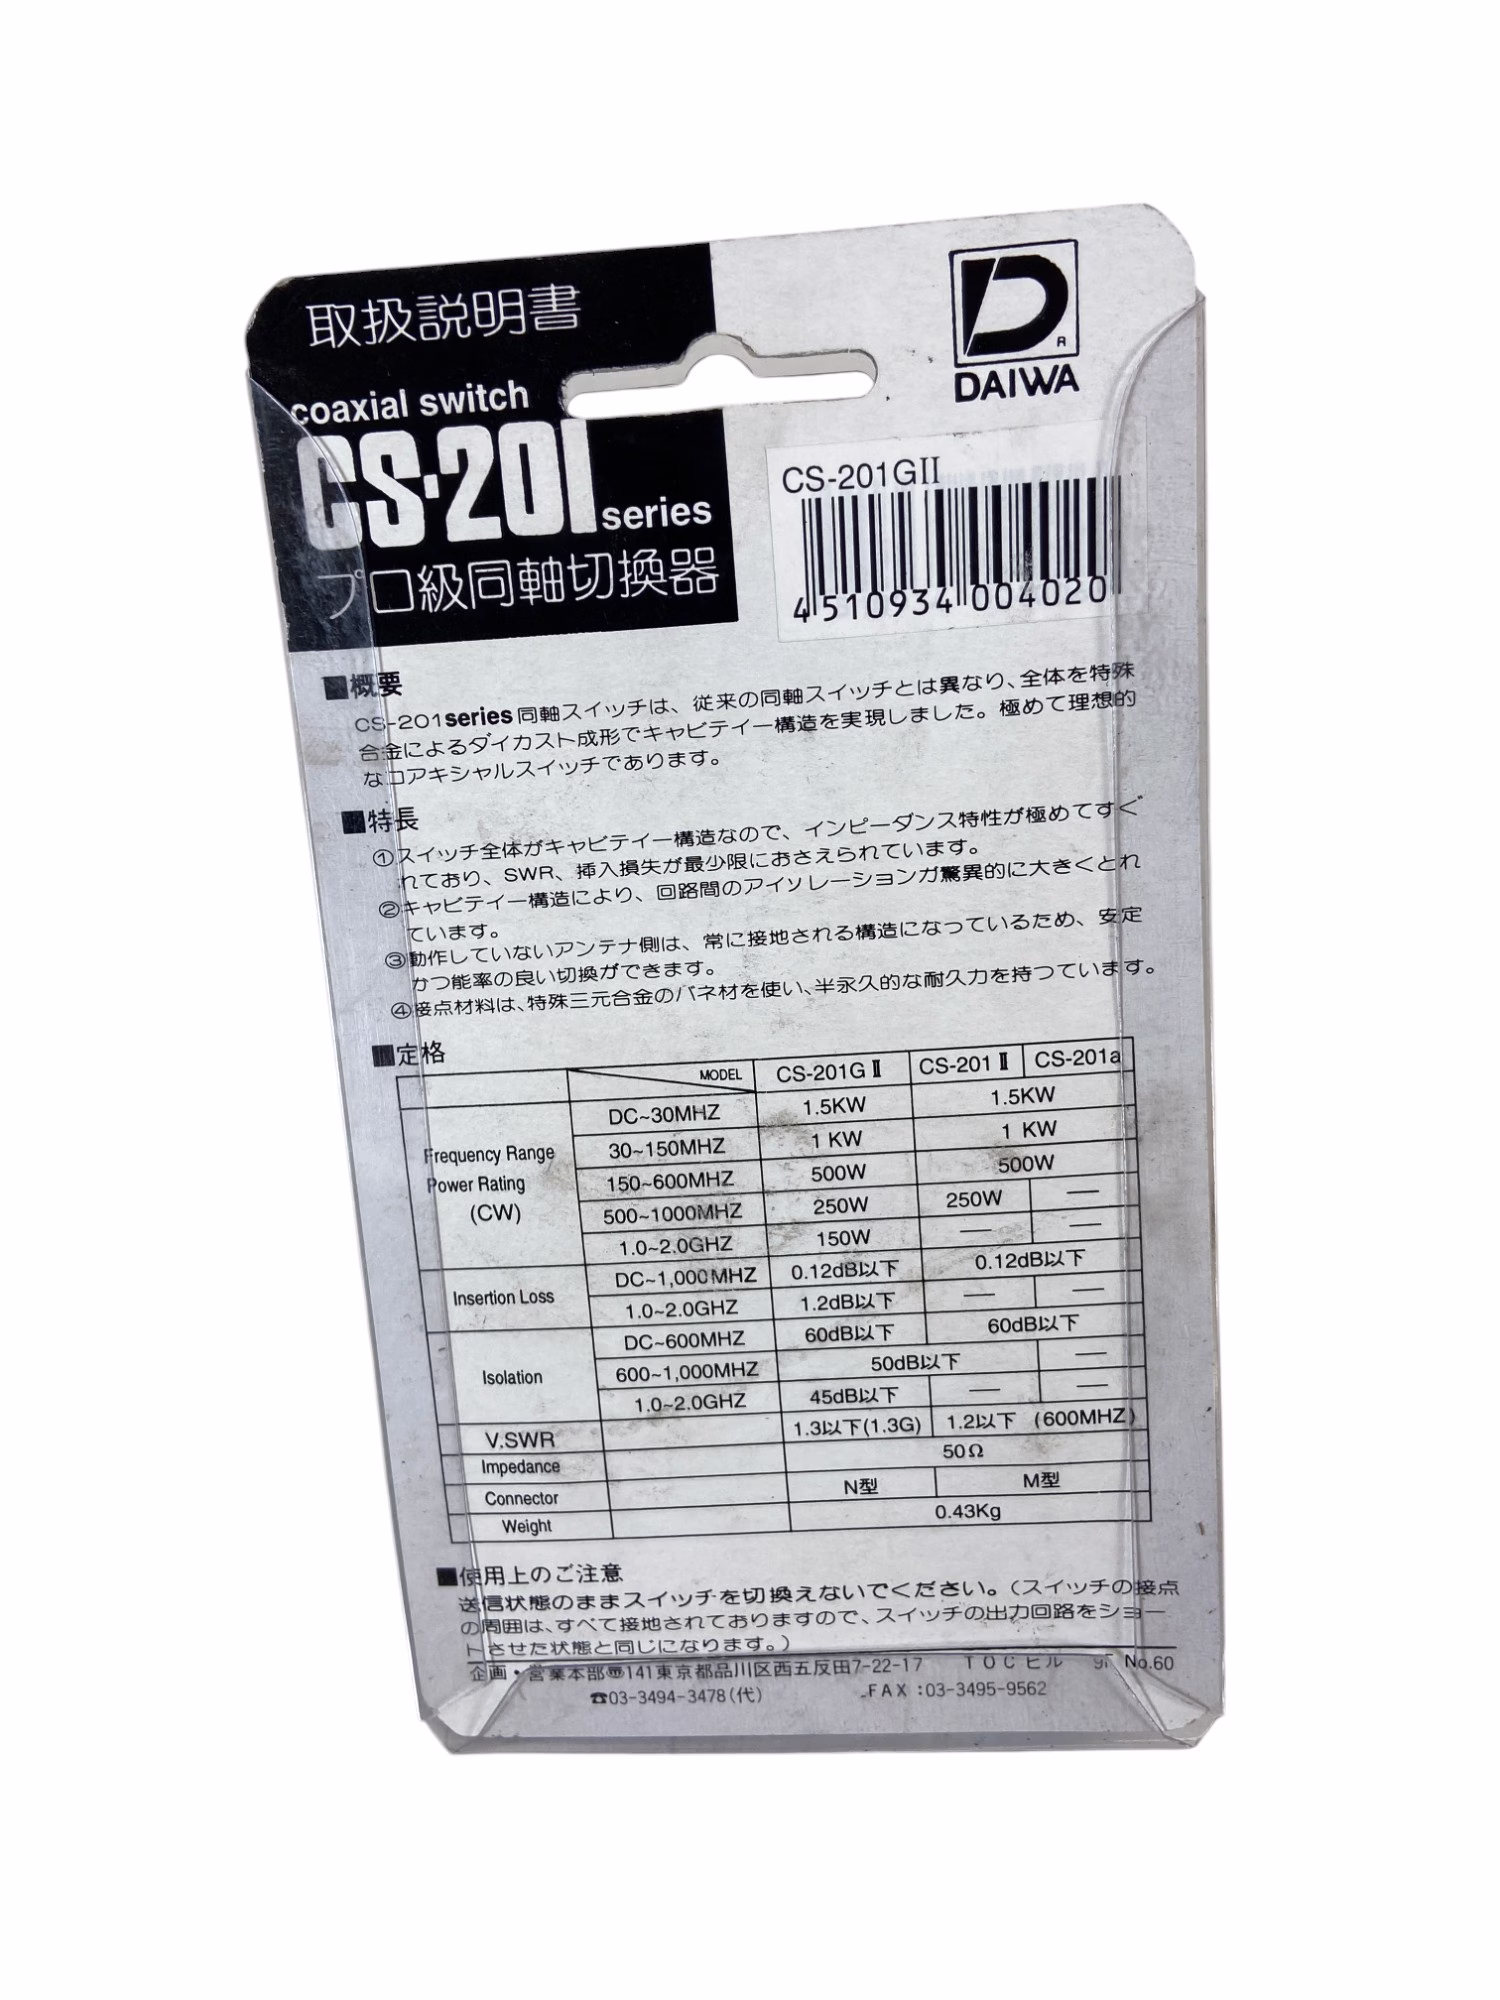 取扱説明書
coaxial switch
CS-201 series
プロ級同軸切換器
R
DAIWA
CS-201GII
4510934004020
■概要
CS-201series同軸スイッチは、従来の同軸スイッチとは異なり、全体を特殊
合金によるダイカスト成形でキャビティー構造を実現しました。極めて理想的
なコアキシャルスイッチであります。
■特長
①スイッチ全体がキャビティー構造なので、インピーダンス特性が極めてすぐ
れており、SWR、挿入損失が最少限におさえられています。
②キャビティー構造により、回路間のアイソレーションが驚異的に大きくとれ
ています。
③動作していないアンテナ側は、常に接地される構造になっているため、安定
かつ能率の良い切換ができます。
④接点材料は、特殊三元合金のバネ材を使い、半永久的な耐久力を持っています。
■定格
MODEL CS-201GⅡ CS-201Ⅱ CS-201a
Frequency Range
Power Rating
(CW)
DC~30MHZ 1.5KW 1.5KW
30~150MHZ 1 KW 1 KW
150~600MHZ 500W 500W
500~1000MHZ 250W 250W —
1.0~2.0GHZ 150W — —
Insertion Loss
DC~1,000MHZ 0.12dB以下 0.12dB以下
1.0~2.0GHZ 1.2dB以下 — —
Isolation
DC~600MHZ 60dB以下 60dB以下
600~1,000MHZ 50dB以下 —
1.0~2.0GHZ 45dB以下 — —
V.SWR 1.3以下(1.3G) 1.2以下 (600MHZ)
Impedance 50Ω
Connector N型 M型
Weight 0.43Kg
■使用上のご注意
送信状態のままスイッチを切換えないでください。(スイッチの接点
の周囲は、すべて接地されておりますので、スイッチの出力回路をショー
トさせた状態と同じになります。)
企画・営業本部〠141東京都品川区西五反田7-22-17 TOCビル 9F No.60
☎03-3494-3478(代) FAX:03-3495-9562